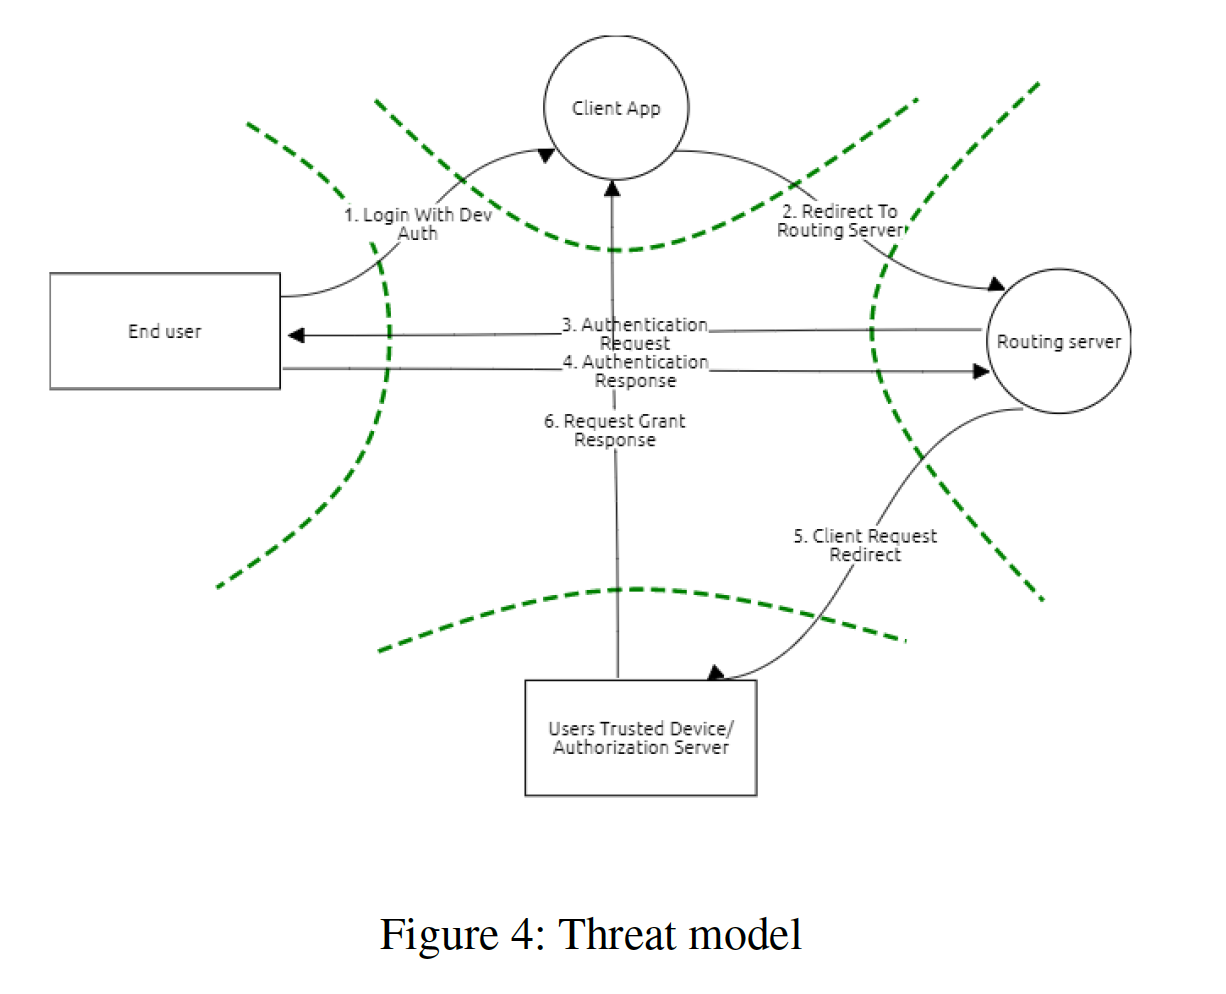 Client App
1. Login With Dev
Auth
2. Redirect To
Routing Server
End user
3. Authentication
Request
4. Authentication
Response
Routing server
6. Request Grant
Response
5. Client Request
Redirect
Users Trusted Device/
Authorization Server
Figure 4: Threat model